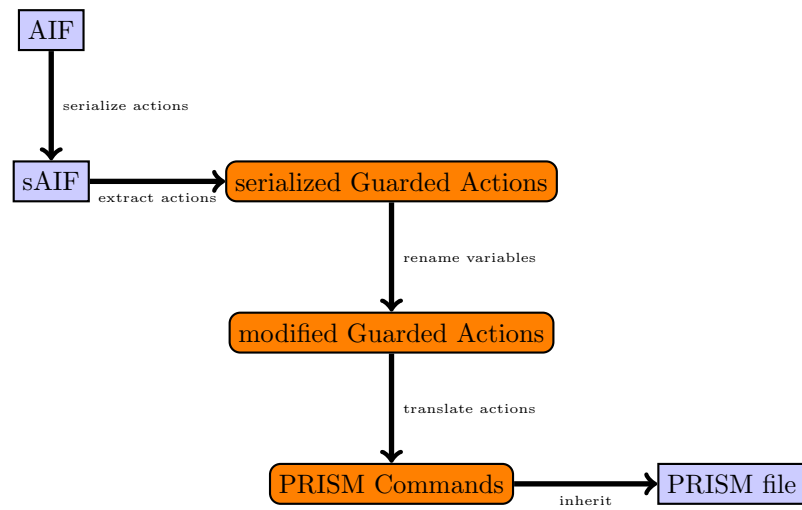 AIF
serialize actions
sAIF
extract actions
serialized Guarded Actions
rename variables
modified Guarded Actions
translate actions
PRISM Commands
inherit
PRISM file